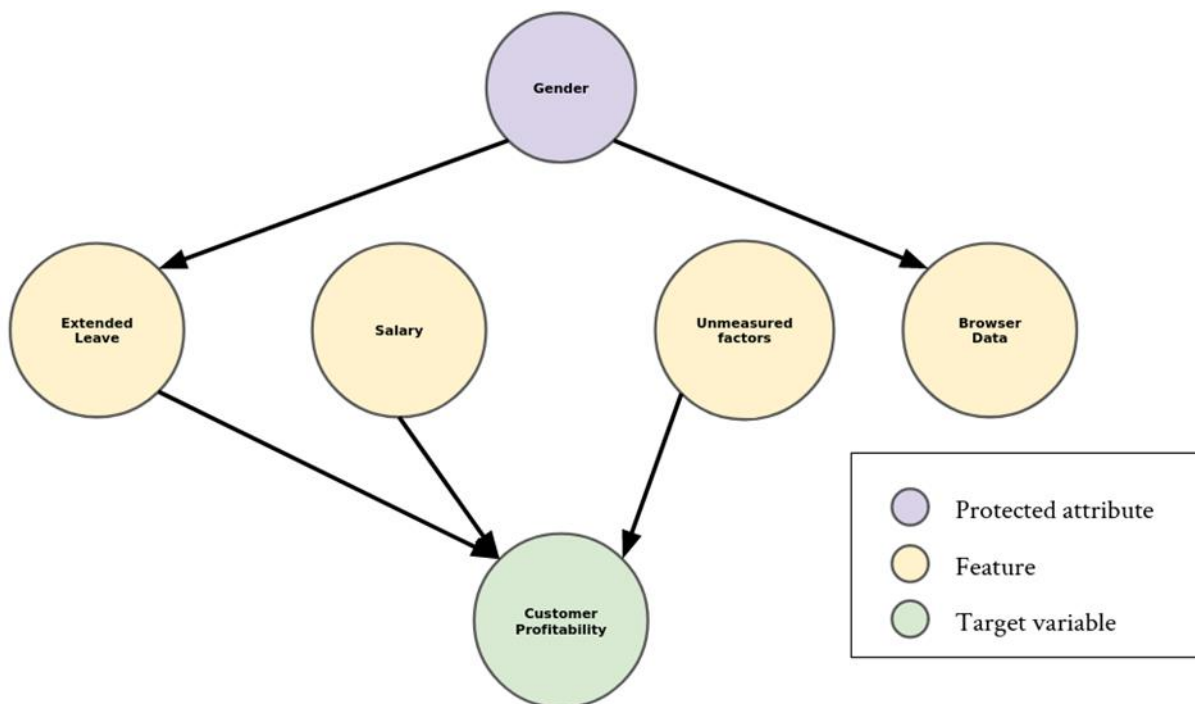 Gender
Extended
Leave
Salary
Unmeasured
factors
Browser
Data
Customer
Profitability
Protected attribute
Feature
Target variable